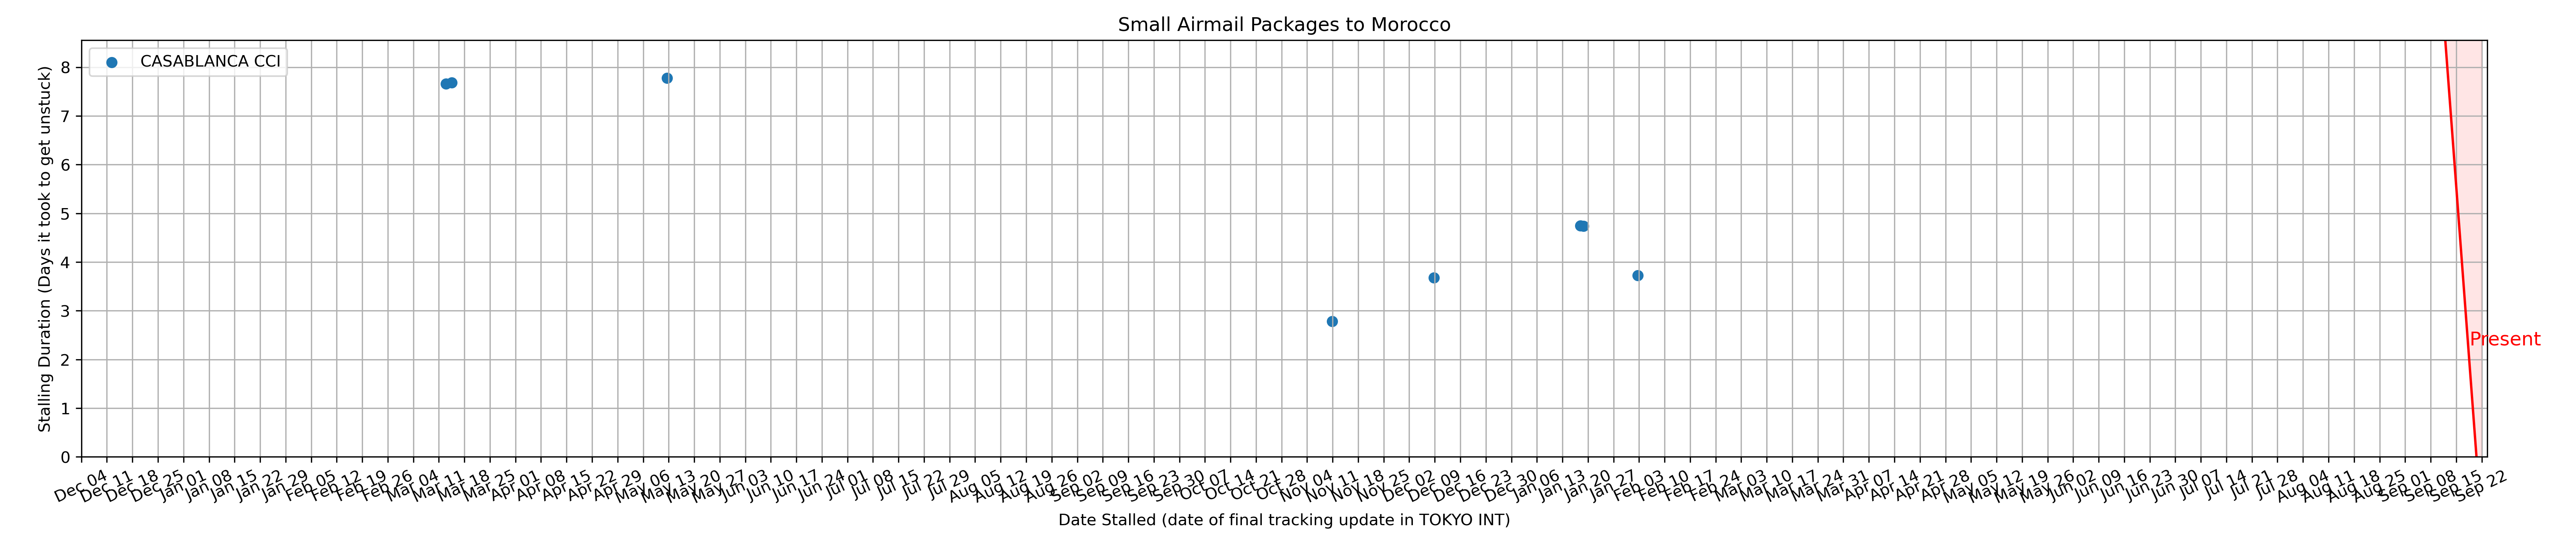 Small Airmail Packages to Morocco
CASABLANCA CCI
Stalling Duration (Days it took to get unstuck)
8
7
6
5
4
3
2
1
0
Present
Dec 04 Dec 11 Dec 18 Dec 25 Jan 01 Jan 08 Jan 15 Jan 22 Jan 29 Feb 05 Feb 12 Feb 19 Feb 26 Mar 04 Mar 11 Mar 18 Mar 25 Apr 01 Apr 08 Apr 15 Apr 22 Apr 29 May 06 May 13 May 20 May 27 Jun 03 Jun 10 Jun 17 Jun 24 Jul 01 Jul 08 Jul 15 Jul 22 Jul 29 Aug 05 Aug 12 Aug 19 Aug 26 Sep 02 Sep 09 Sep 16 Sep 23 Sep 30 Oct 07 Oct 14 Oct 21 Oct 28 Nov 04 Nov 11 Nov 18 Nov 25 Dec 02 Dec 09 Dec 16 Dec 23 Dec 30 Jan 06 Jan 13 Jan 20 Jan 27 Feb 03 Feb 10 Feb 17 Feb 24 Mar 03 Mar 10 Mar 17 Mar 24 Mar 31 Apr 07 Apr 14 Apr 21 Apr 28 May 05 May 12 May 19 May 26 Jun 02 Jun 09 Jun 16 Jun 23 Jun 30 Jul 07 Jul 14 Jul 21 Jul 28 Aug 04 Aug 11 Aug 18 Aug 25 Sep 01 Sep 08 Sep 15 Sep 22
Date Stalled (date of final tracking update in TOKYO INT)